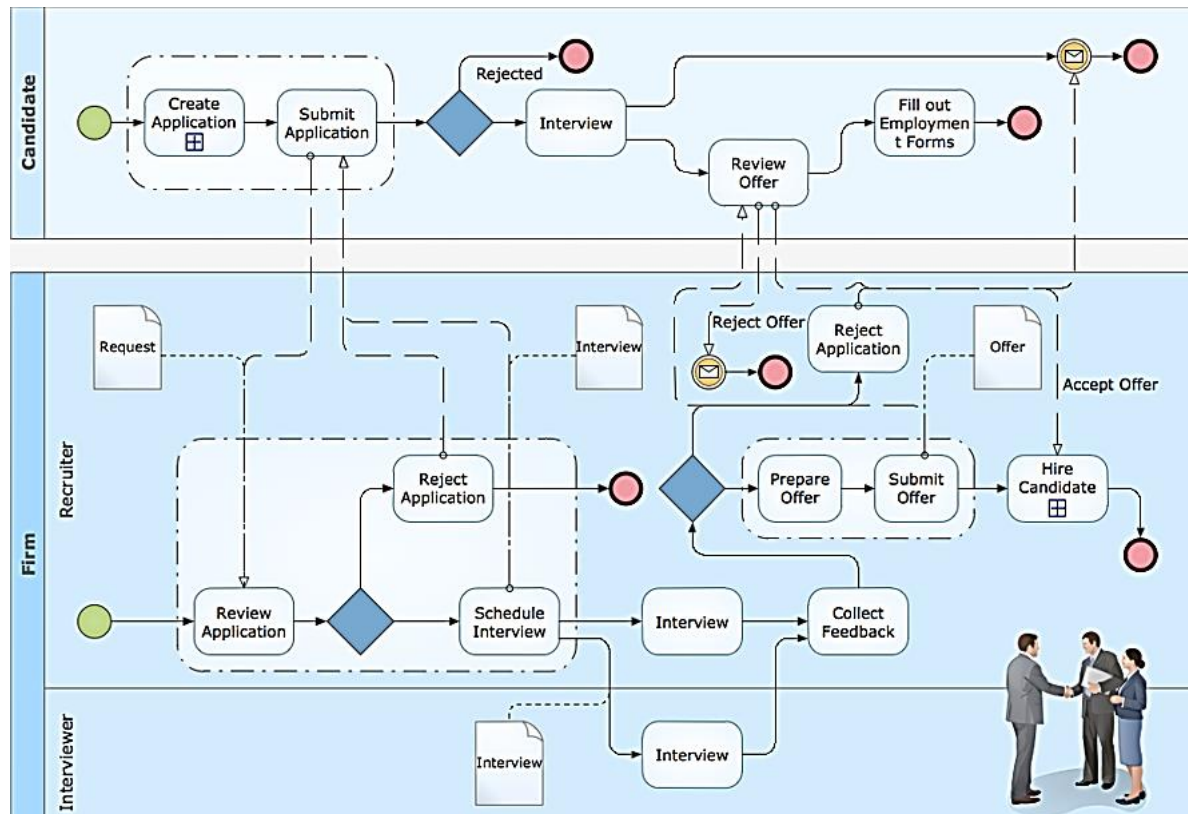 Candidate
Rejected
Create
Application
Submit
Application
Interview
Fill out
Employmen
t Forms
Review
Offer
Firm
Recruiter
Request
Interview
Reject Offer
Reject
Application
Offer
Accept Offer
Reject
Application
Prepare
Offer
Submit
Offer
Hire
Candidate
Review
Application
Schedule
Interview
Interview
Collect
Feedback
Interviewer
Interview
Interview